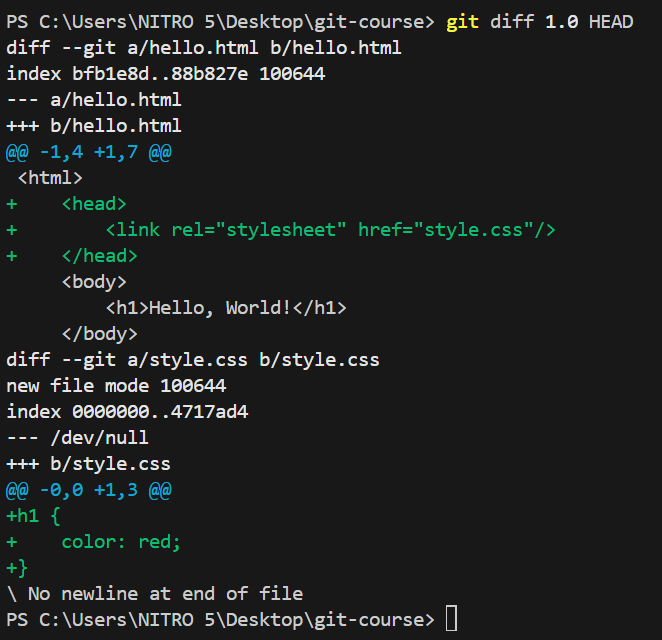 PS C:\Users\NITRO 5\Desktop\git-course> git diff 1.0 HEAD
diff --git a/hello.html b/hello.html
index bfb1e8d..88b827e 100644
--- a/hello.html
+++ b/hello.html
@@ -1,4 +1,7 @@
 <html>
+    <head>
+        <link rel="stylesheet" href="style.css"/>
+    </head>
     <body>
         <h1>Hello, World!</h1>
     </body>
diff --git a/style.css b/style.css
new file mode 100644
index 0000000..4717ad4
--- /dev/null
+++ b/style.css
@@ -0,0 +1,3 @@
+h1 {
+    color: red;
+}
\ No newline at end of file
PS C:\Users\NITRO 5\Desktop\git-course>